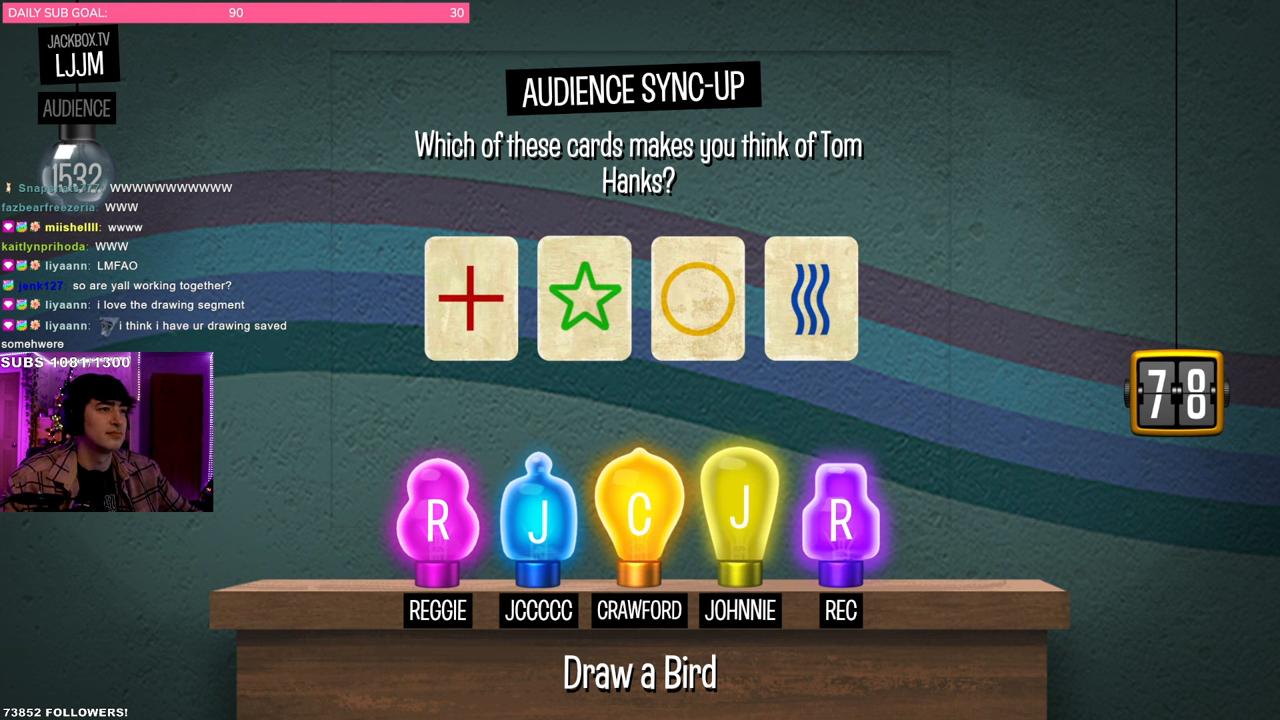 DAILY SUB GOAL: 90 30
JACKBOX.TV
LJJM
AUDIENCE
1532
AUDIENCE SYNC-UP
Which of these cards makes you think of Tom
Hanks?
WWWWWWWWWWW
fazbearfreezeria: WWW
miishellll: wwww
kaitlynprihoda: WWW
liyaann: LMFAO
jenk127: so are yall working together?
liyaann: i love the drawing segment
liyaann: i think i have ur drawing saved
somehwere
SUBS 1081/1300
78
R J C J R
REGGIE JCCCCC CRAWFORD JOHNNIE REC
Draw a Bird
73852 FOLLOWERS!